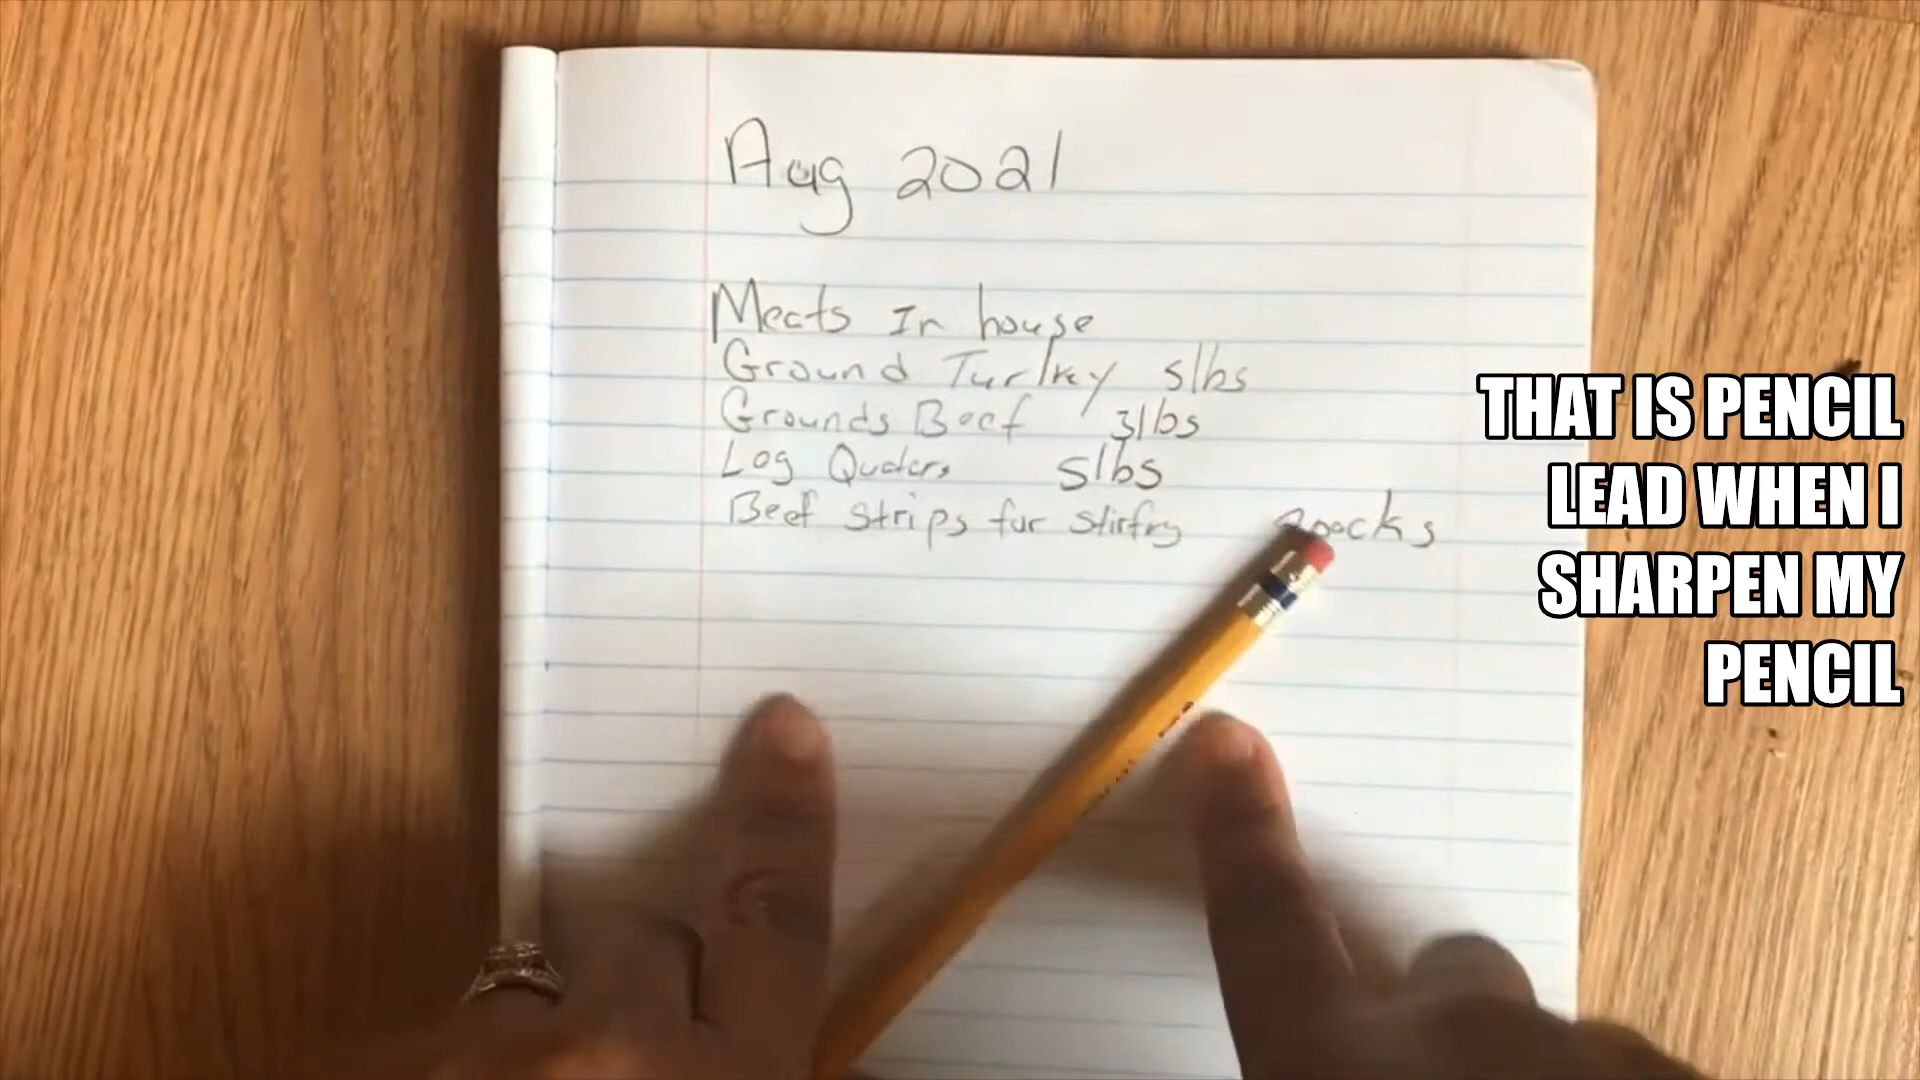 Aug 2021
Meats In house
Ground Turkey 5lbs
Grounds Beef 3lbs
Leg Quaters 5lbs
Beef Strips for Stirfry packs
THAT IS PENCIL
LEAD WHEN I
SHARPEN MY
PENCIL